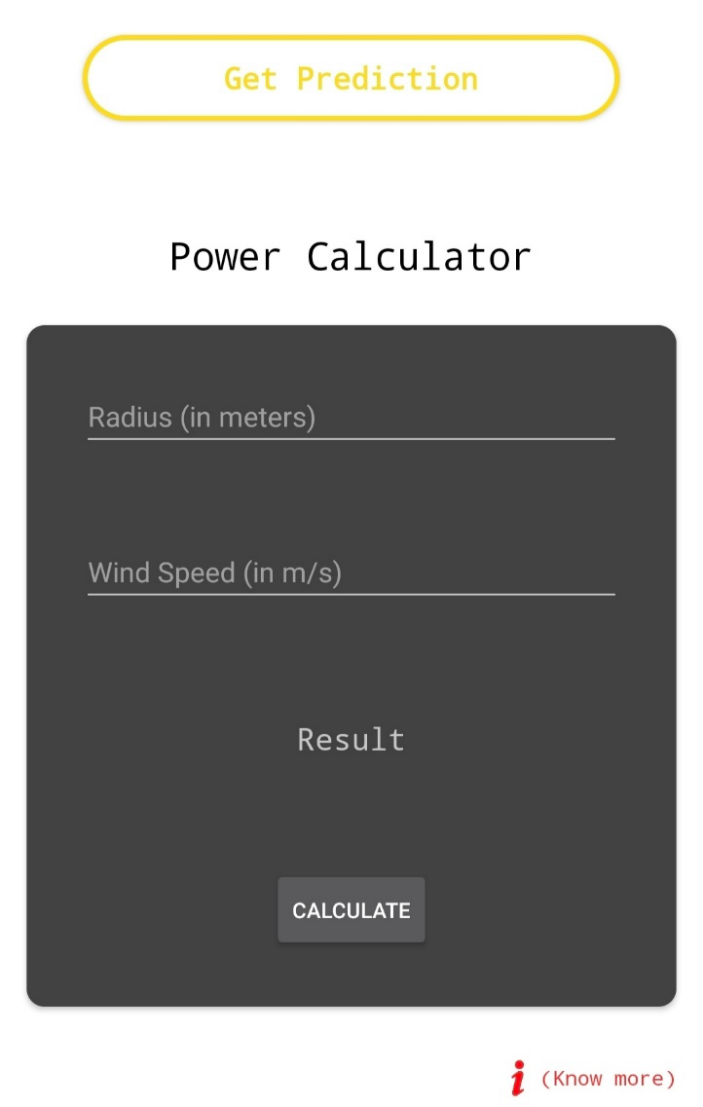 Get Prediction
Power Calculator
Radius (in meters)
Wind Speed (in m/s)
Result
CALCULATE
i (Know more)